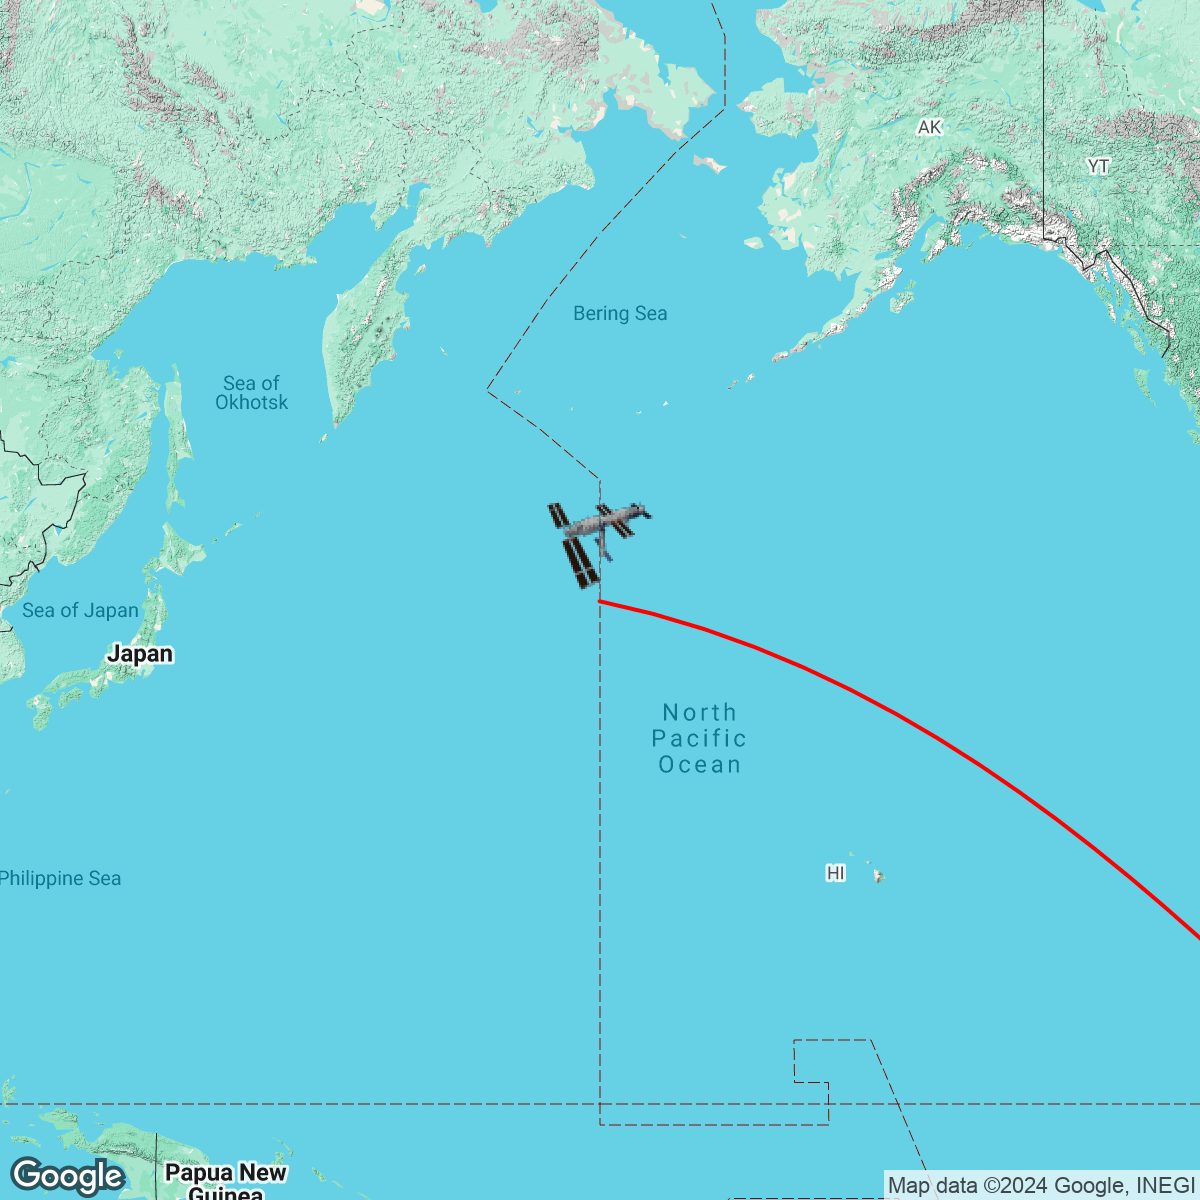 AK
YT
Bering Sea
Sea of
Okhotsk
Sea of Japan
Japan
North
Pacific
Ocean
HI
Philippine Sea
Papua New
Guinea
Google
Map data ©2024 Google, INEGI